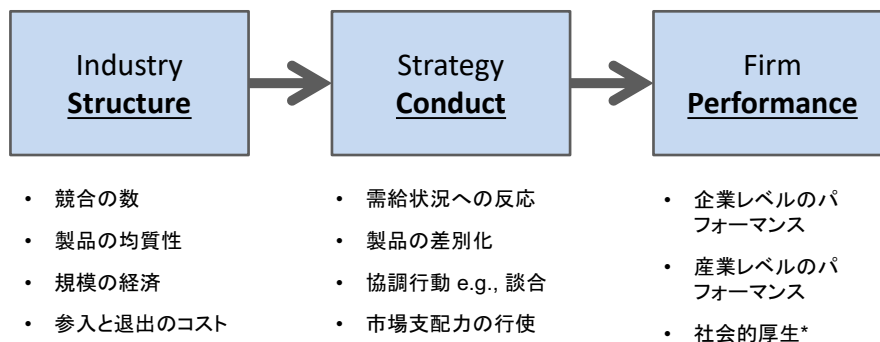 Industry
Structure
Strategy
Conduct
Firm
Performance
• 競合の数
• 製品の均質性
• 規模の経済
• 参入と退出のコスト
• 需給状況への反応
• 製品の差別化
• 協調行動 e.g., 談合
• 市場支配力の行使
• 企業レベルのパ
フォーマンス
• 産業レベルのパ
フォーマンス
• 社会的厚生*